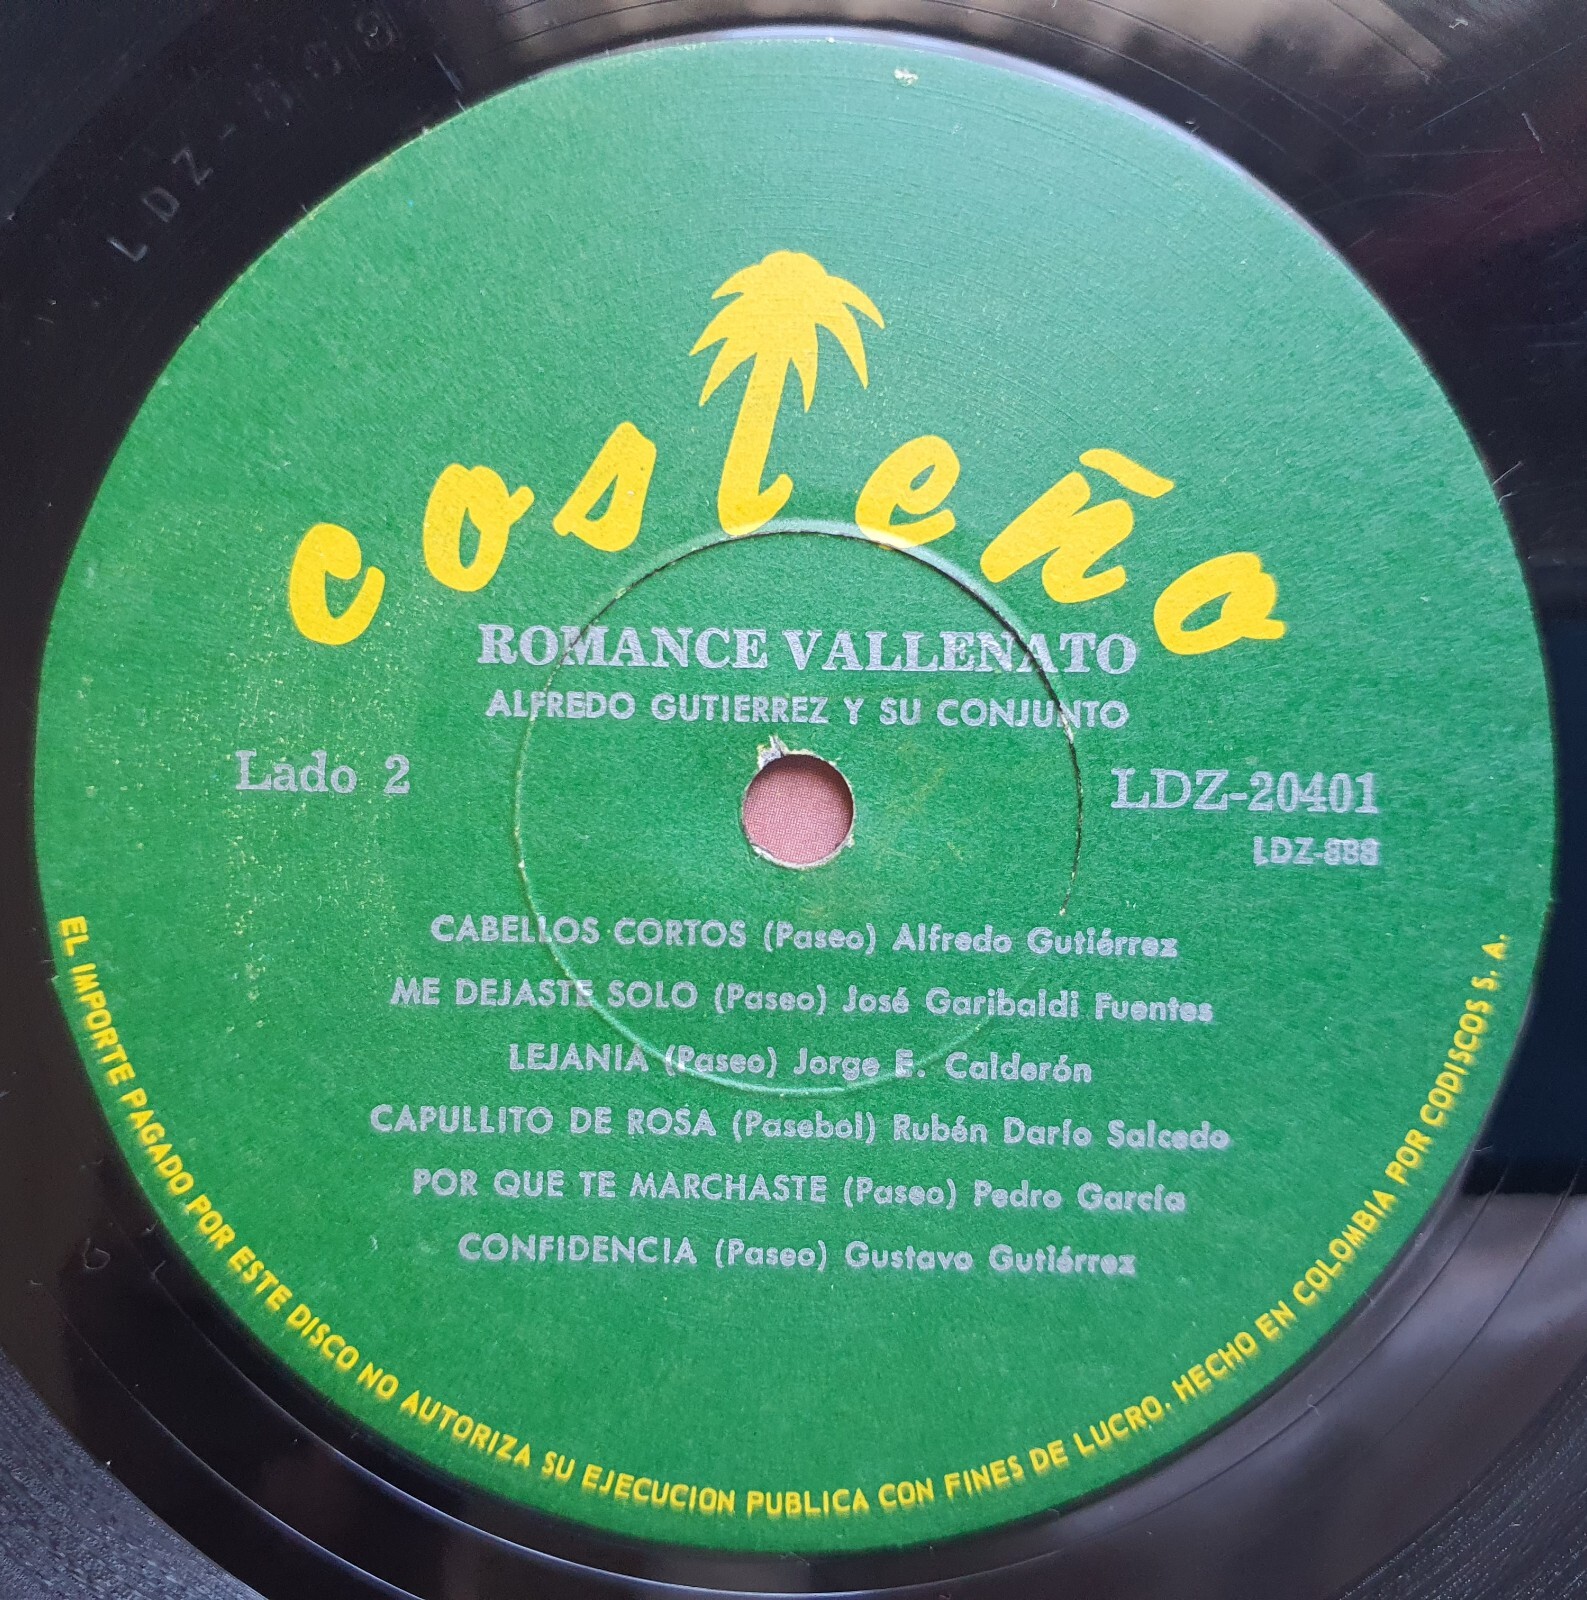 costeño
ROMANCE VALLENATO
ALFREDO GUTIERREZ Y SU CONJUNTO
Lado 2
LDZ-20401
LDZ-888
CABELLOS CORTOS (Paseo) Alfredo Gutiérrez
ME DEJASTE SOLO (Paseo) José Garibaldi Fuentes
LEJANIA (Paseo) Jorge E. Calderón
CAPULLITO DE ROSA (Pasebol) Rubén Darío Salcedo
POR QUE TE MARCHASTE (Paseo) Pedro García
CONFIDENCIA (Paseo) Gustavo Gutiérrez
EL IMPORTE PAGADO POR ESTE DISCO NO AUTORIZA SU EJECUCION PUBLICA CON FINES DE LUCRO. HECHO EN COLOMBIA POR CODISCOS S. A.